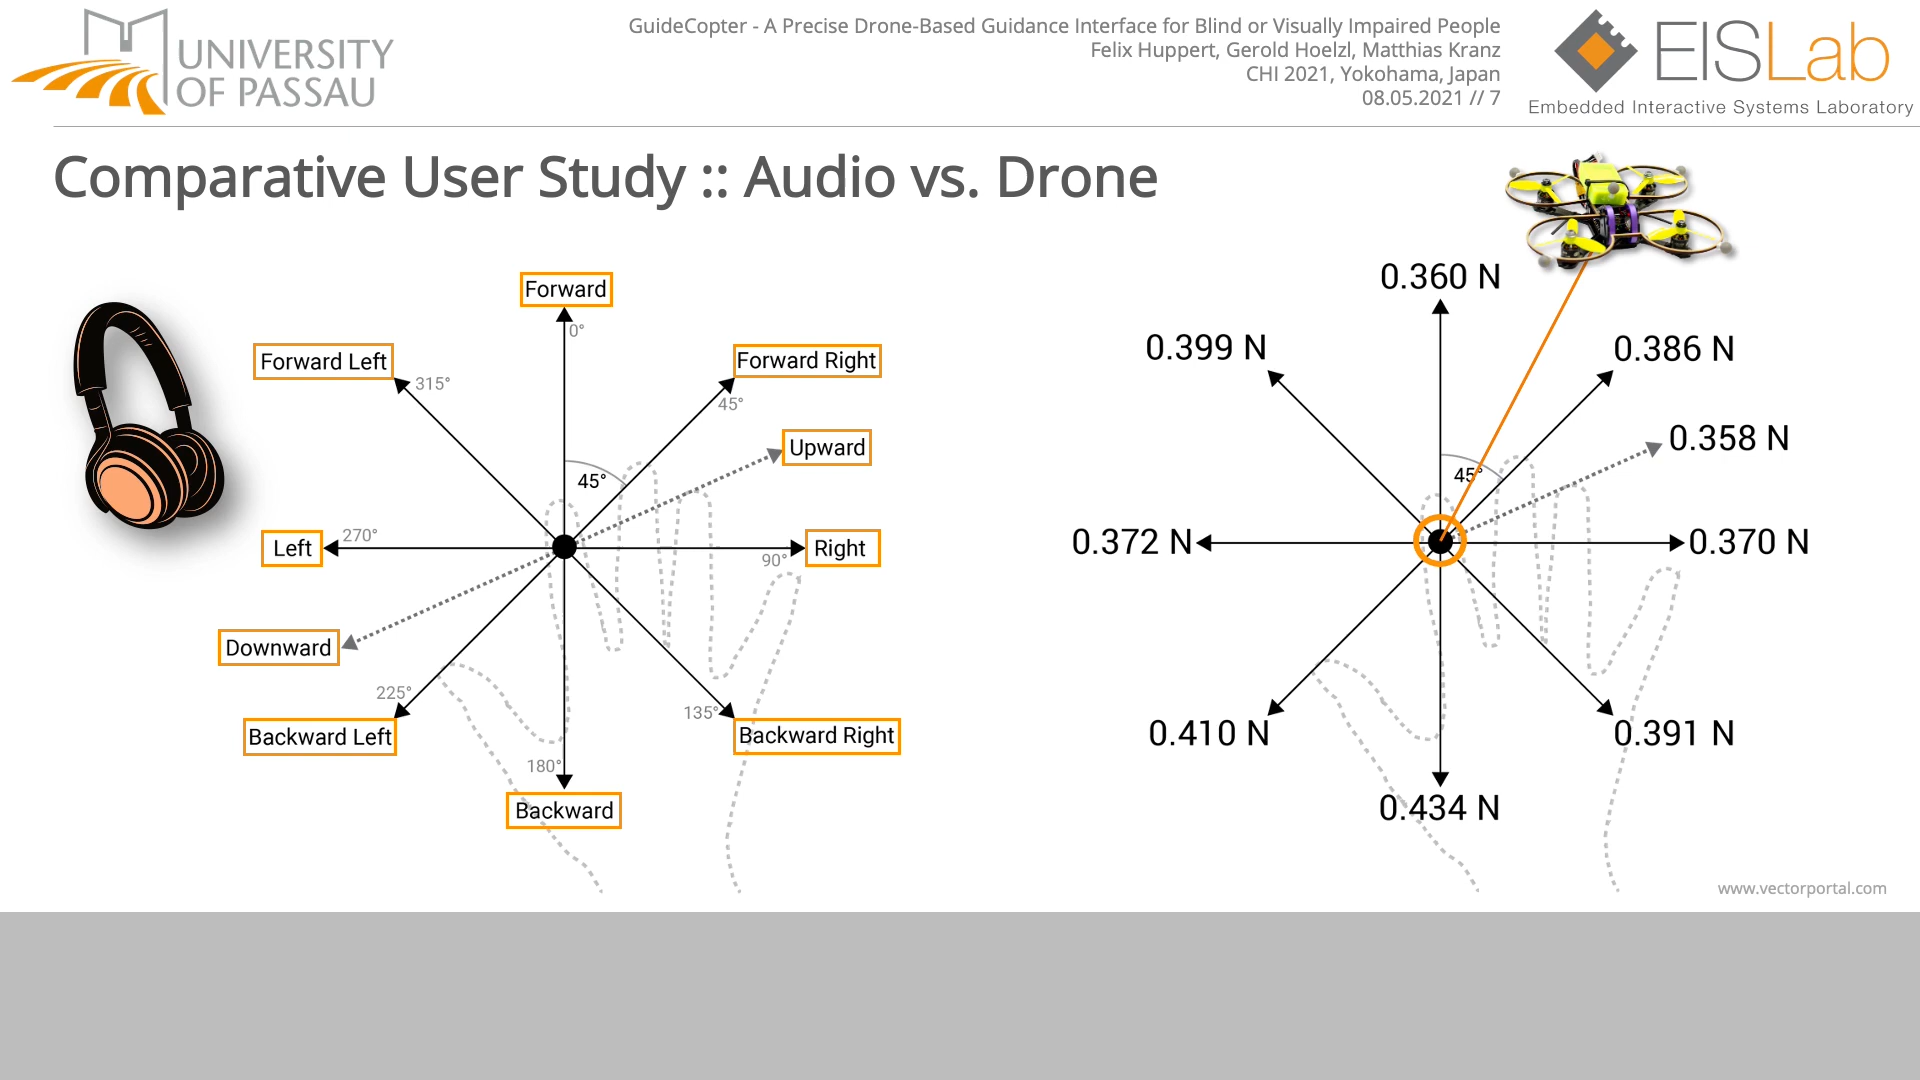 UNIVERSITY
OF PASSAU
GuideCopter - A Precise Drone-Based Guidance Interface for Blind or Visually Impaired People
Felix Huppert, Gerold Hoelzl, Matthias Kranz
CHI 2021, Yokohama, Japan
08.05.2021 // 7
EISLab
Embedded Interactive Systems Laboratory
Comparative User Study :: Audio vs. Drone
Forward
0°
Forward Left
315°
Forward Right
45°
Upward
45°
Left
270°
Right
90°
Downward
225°
Backward Left
135°
Backward Right
180°
Backward
0.360 N
0.399 N
0.386 N
0.358 N
45°
0.372 N
0.370 N
0.410 N
0.391 N
0.434 N
www.vectorportal.com